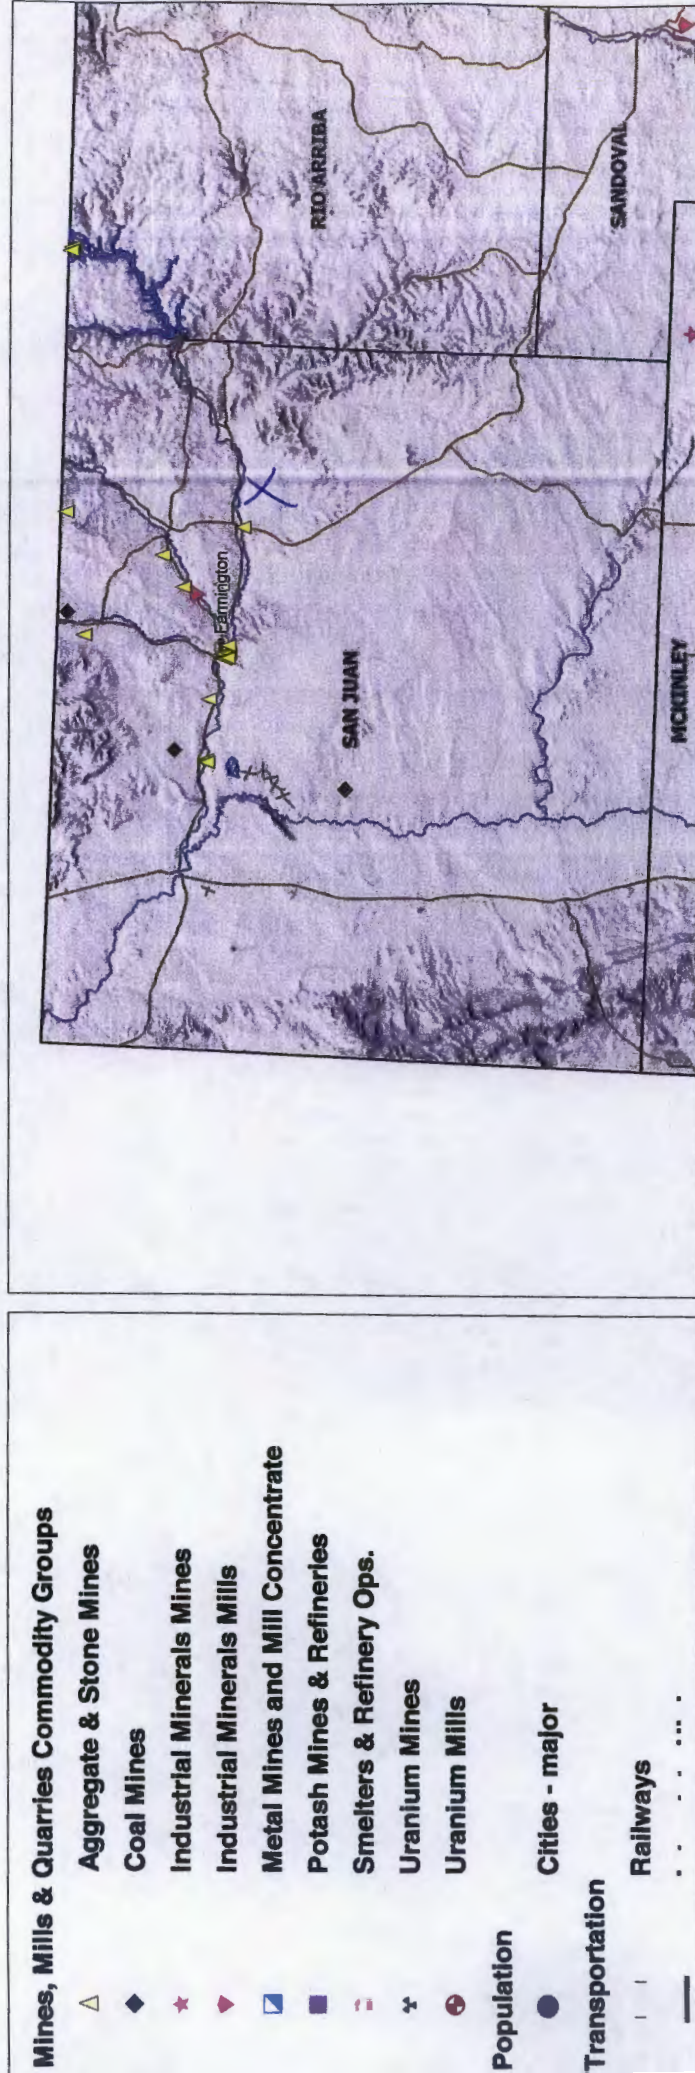 Mines, Mills & Quarries Commodity Groups
Aggregate & Stone Mines
Coal Mines
Industrial Minerals Mines
Industrial Minerals Mills
Metal Mines and Mill Concentrate
Potash Mines & Refineries
Smelters & Refinery Ops.
Uranium Mines
Uranium Mills
Population
Cities - major
Transportation
Railways
Farmington
SAN JUAN
RIO ARRIBA
SANDOVAL
MCKINLEY